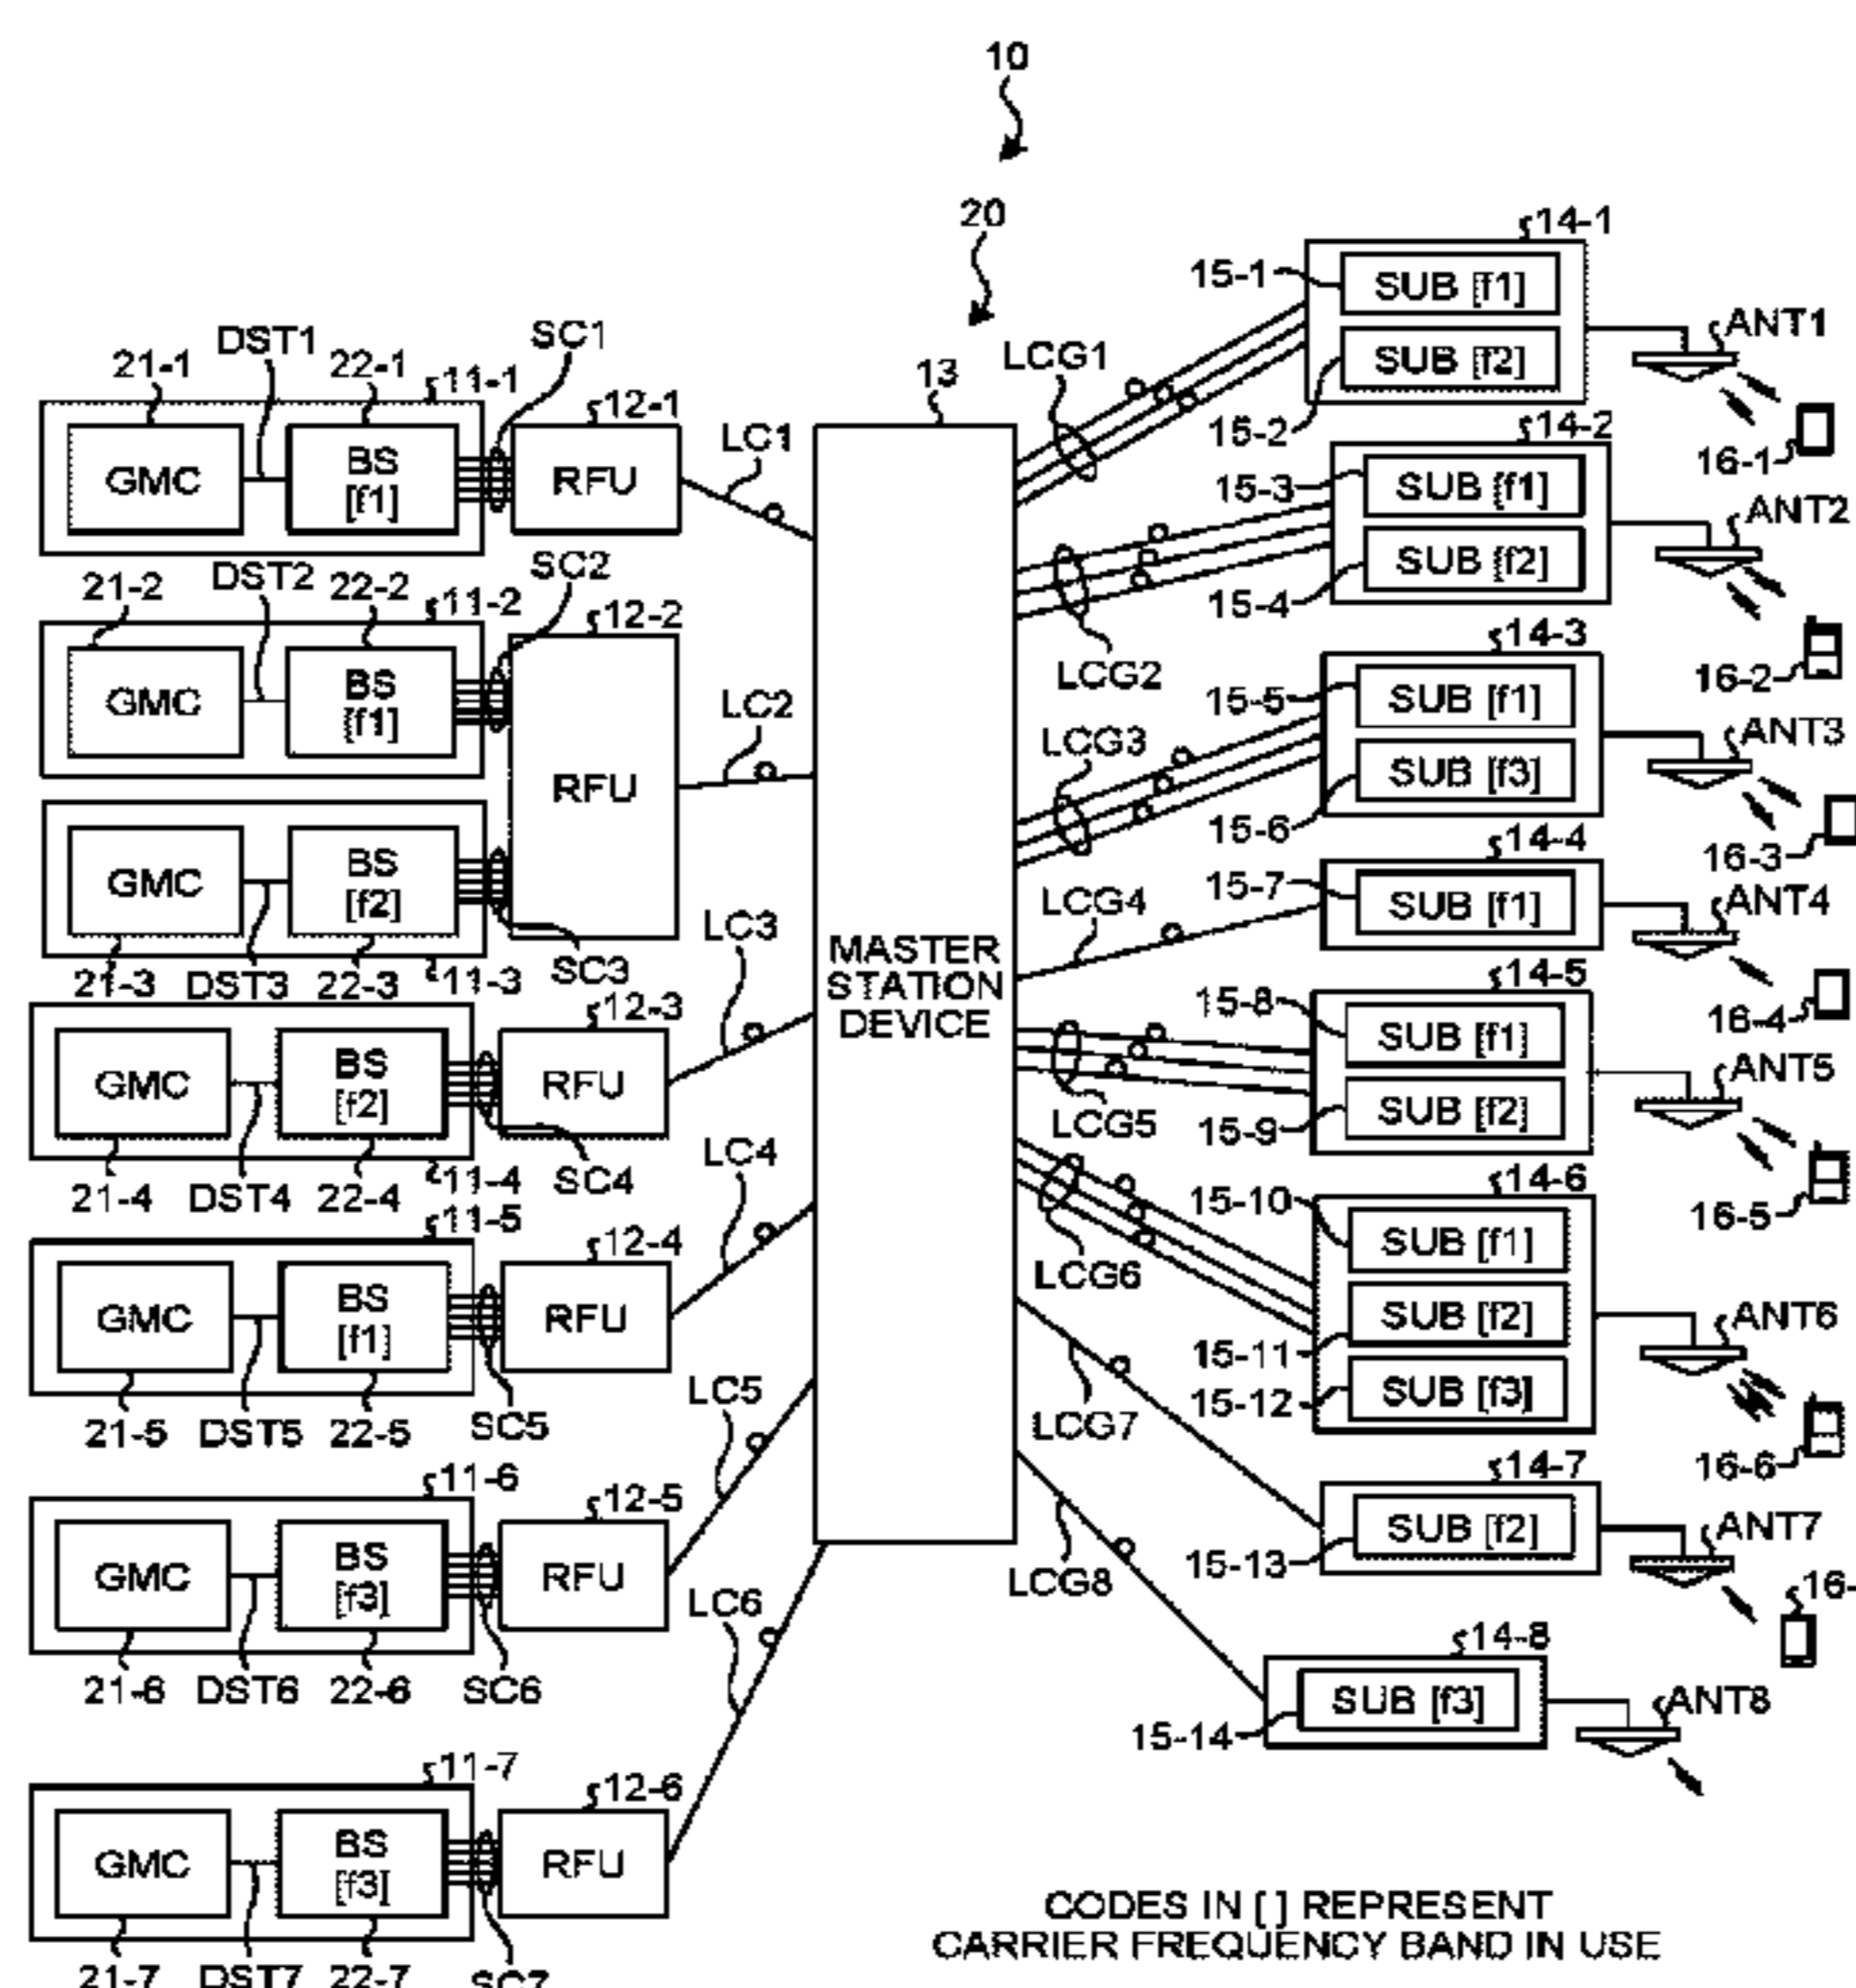 10
20
14-1
15-1
SUB [f1]
SUB [f2]
15-2
ANT1
16-1
LCG1
13
SC1
DST1
21-1
22-1
11-1
12-1
GMC
BS
[f1]
RFU
LC1
14-2
15-3
SUB [f1]
SUB [f2]
15-4
ANT2
16-2
LCG2
SC2
DST2
21-2
22-2
11-2
12-2
GMC
BS
[f1]
RFU
LC2
14-3
15-5
SUB [f1]
SUB [f3]
15-6
ANT3
16-3
LCG3
GMC
BS
[f2]
21-3
DST3
22-3
11-3
SC3
LC3
MASTER
STATION
DEVICE
14-4
15-7
SUB [f1]
ANT4
16-4
LCG4
12-3
GMC
BS
[f2]
RFU
21-4
DST4
22-4
11-4
SC4
LC4
14-5
15-8
SUB [f1]
SUB [f2]
15-9
ANT5
16-5
LCG5
11-5
12-4
GMC
BS
[f1]
RFU
21-5
DST5
22-5
SC5
LC5
14-6
15-10
SUB [f1]
SUB [f2]
15-11
SUB [f3]
15-12
ANT6
16-6
LCG6
11-6
12-5
GMC
BS
[f3]
RFU
21-6
DST6
22-6
SC6
LC6
LCG7
14-7
SUB [f2]
15-13
ANT7
16-
LCG8
14-8
SUB [f3]
15-14
ANT8
11-7
12-6
GMC
BS
[f3]
RFU
21-7
DST7
22-7
SC7
CODES IN [ ] REPRESENT
CARRIER FREQUENCY BAND IN USE